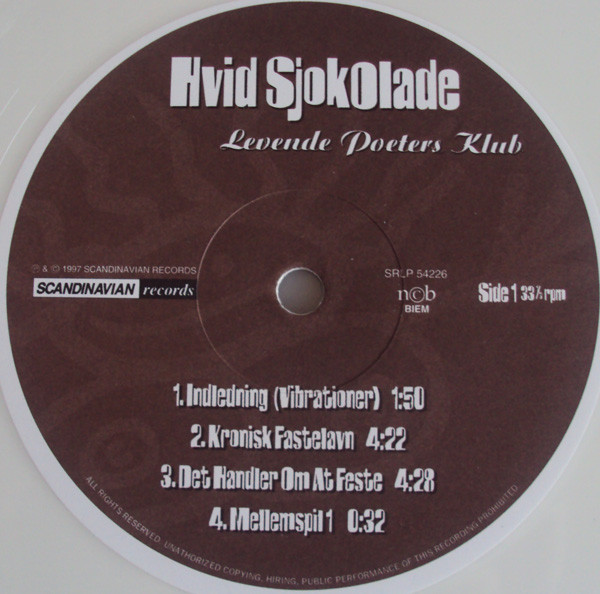 Hvid Sjokolade
Levende Poeters Klub
℗ & © 1997 SCANDINAVIAN RECORDS
SCANDINAVIAN records
SRLP 54226
n©b
BIEM
Side 1 33⅓ rpm
1. Indledning (Vibrationer) 1:50
2. Kronisk Fastelavn 4:22
3. Det Handler Om At Feste 4:28
4. Mellemspil 1 0:32
ALL RIGHTS RESERVED. UNAUTHORIZED COPYING, HIRING, PUBLIC PERFORMANCE OF THIS RECORDING PROHIBITED